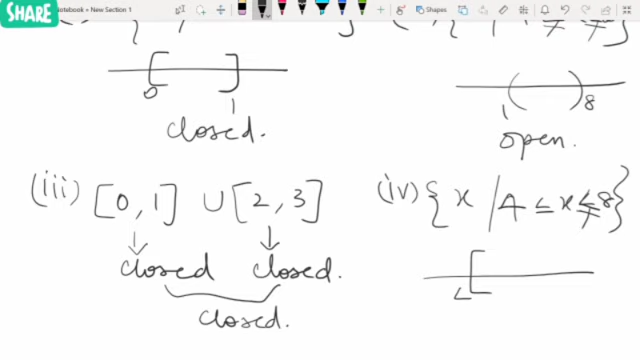 SHARE
Notebook » New Section 1
Shapes
0 1
closed.
1 8
open.
(iii) [0,1] ∪ [2,3]
↓ ↓
closed closed.
closed.
(iv) { x | 4 ≤ x ≨ 8 }
[